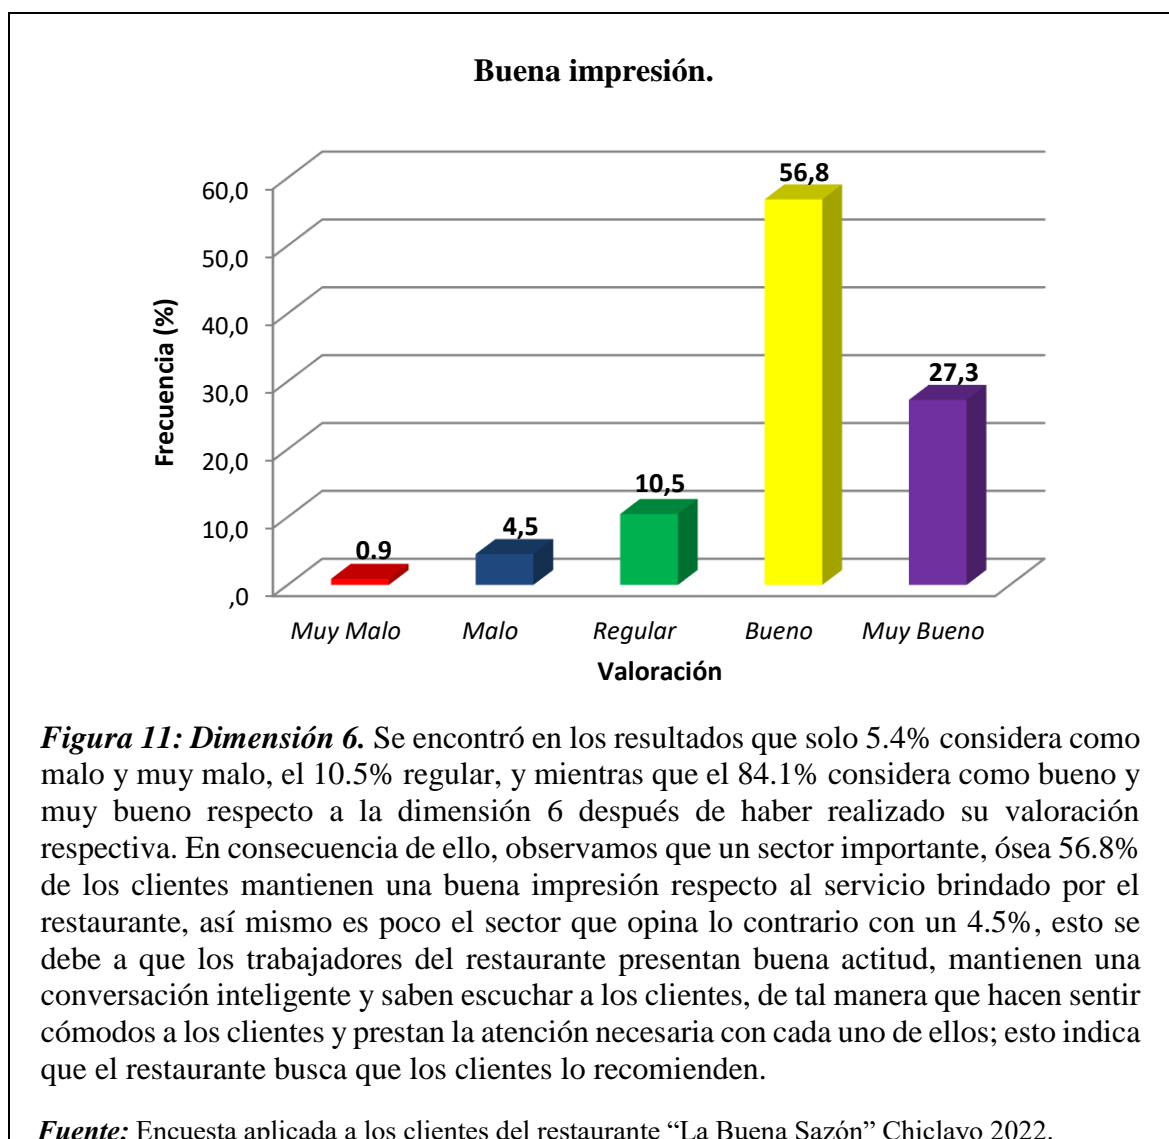 Buena impresión.
60,0
50,0
40,0
30,0
20,0
10,0
,0
Frecuencia (%)
0.9
4,5
10,5
56,8
27,3
Muy Malo
Malo
Regular
Bueno
Muy Bueno
Valoración
Figura 11: Dimensión 6. Se encontró en los resultados que solo 5.4% considera como
malo y muy malo, el 10.5% regular, y mientras que el 84.1% considera como bueno y
muy bueno respecto a la dimensión 6 después de haber realizado su valoración
respectiva. En consecuencia de ello, observamos que un sector importante, ósea 56.8%
de los clientes mantienen una buena impresión respecto al servicio brindado por el
restaurante, así mismo es poco el sector que opina lo contrario con un 4.5%, esto se
debe a que los trabajadores del restaurante presentan buena actitud, mantienen una
conversación inteligente y saben escuchar a los clientes, de tal manera que hacen sentir
cómodos a los clientes y prestan la atención necesaria con cada uno de ellos; esto indica
que el restaurante busca que los clientes lo recomienden.
Fuente: Encuesta aplicada a los clientes del restaurante “La Buena Sazón” Chiclayo 2022.